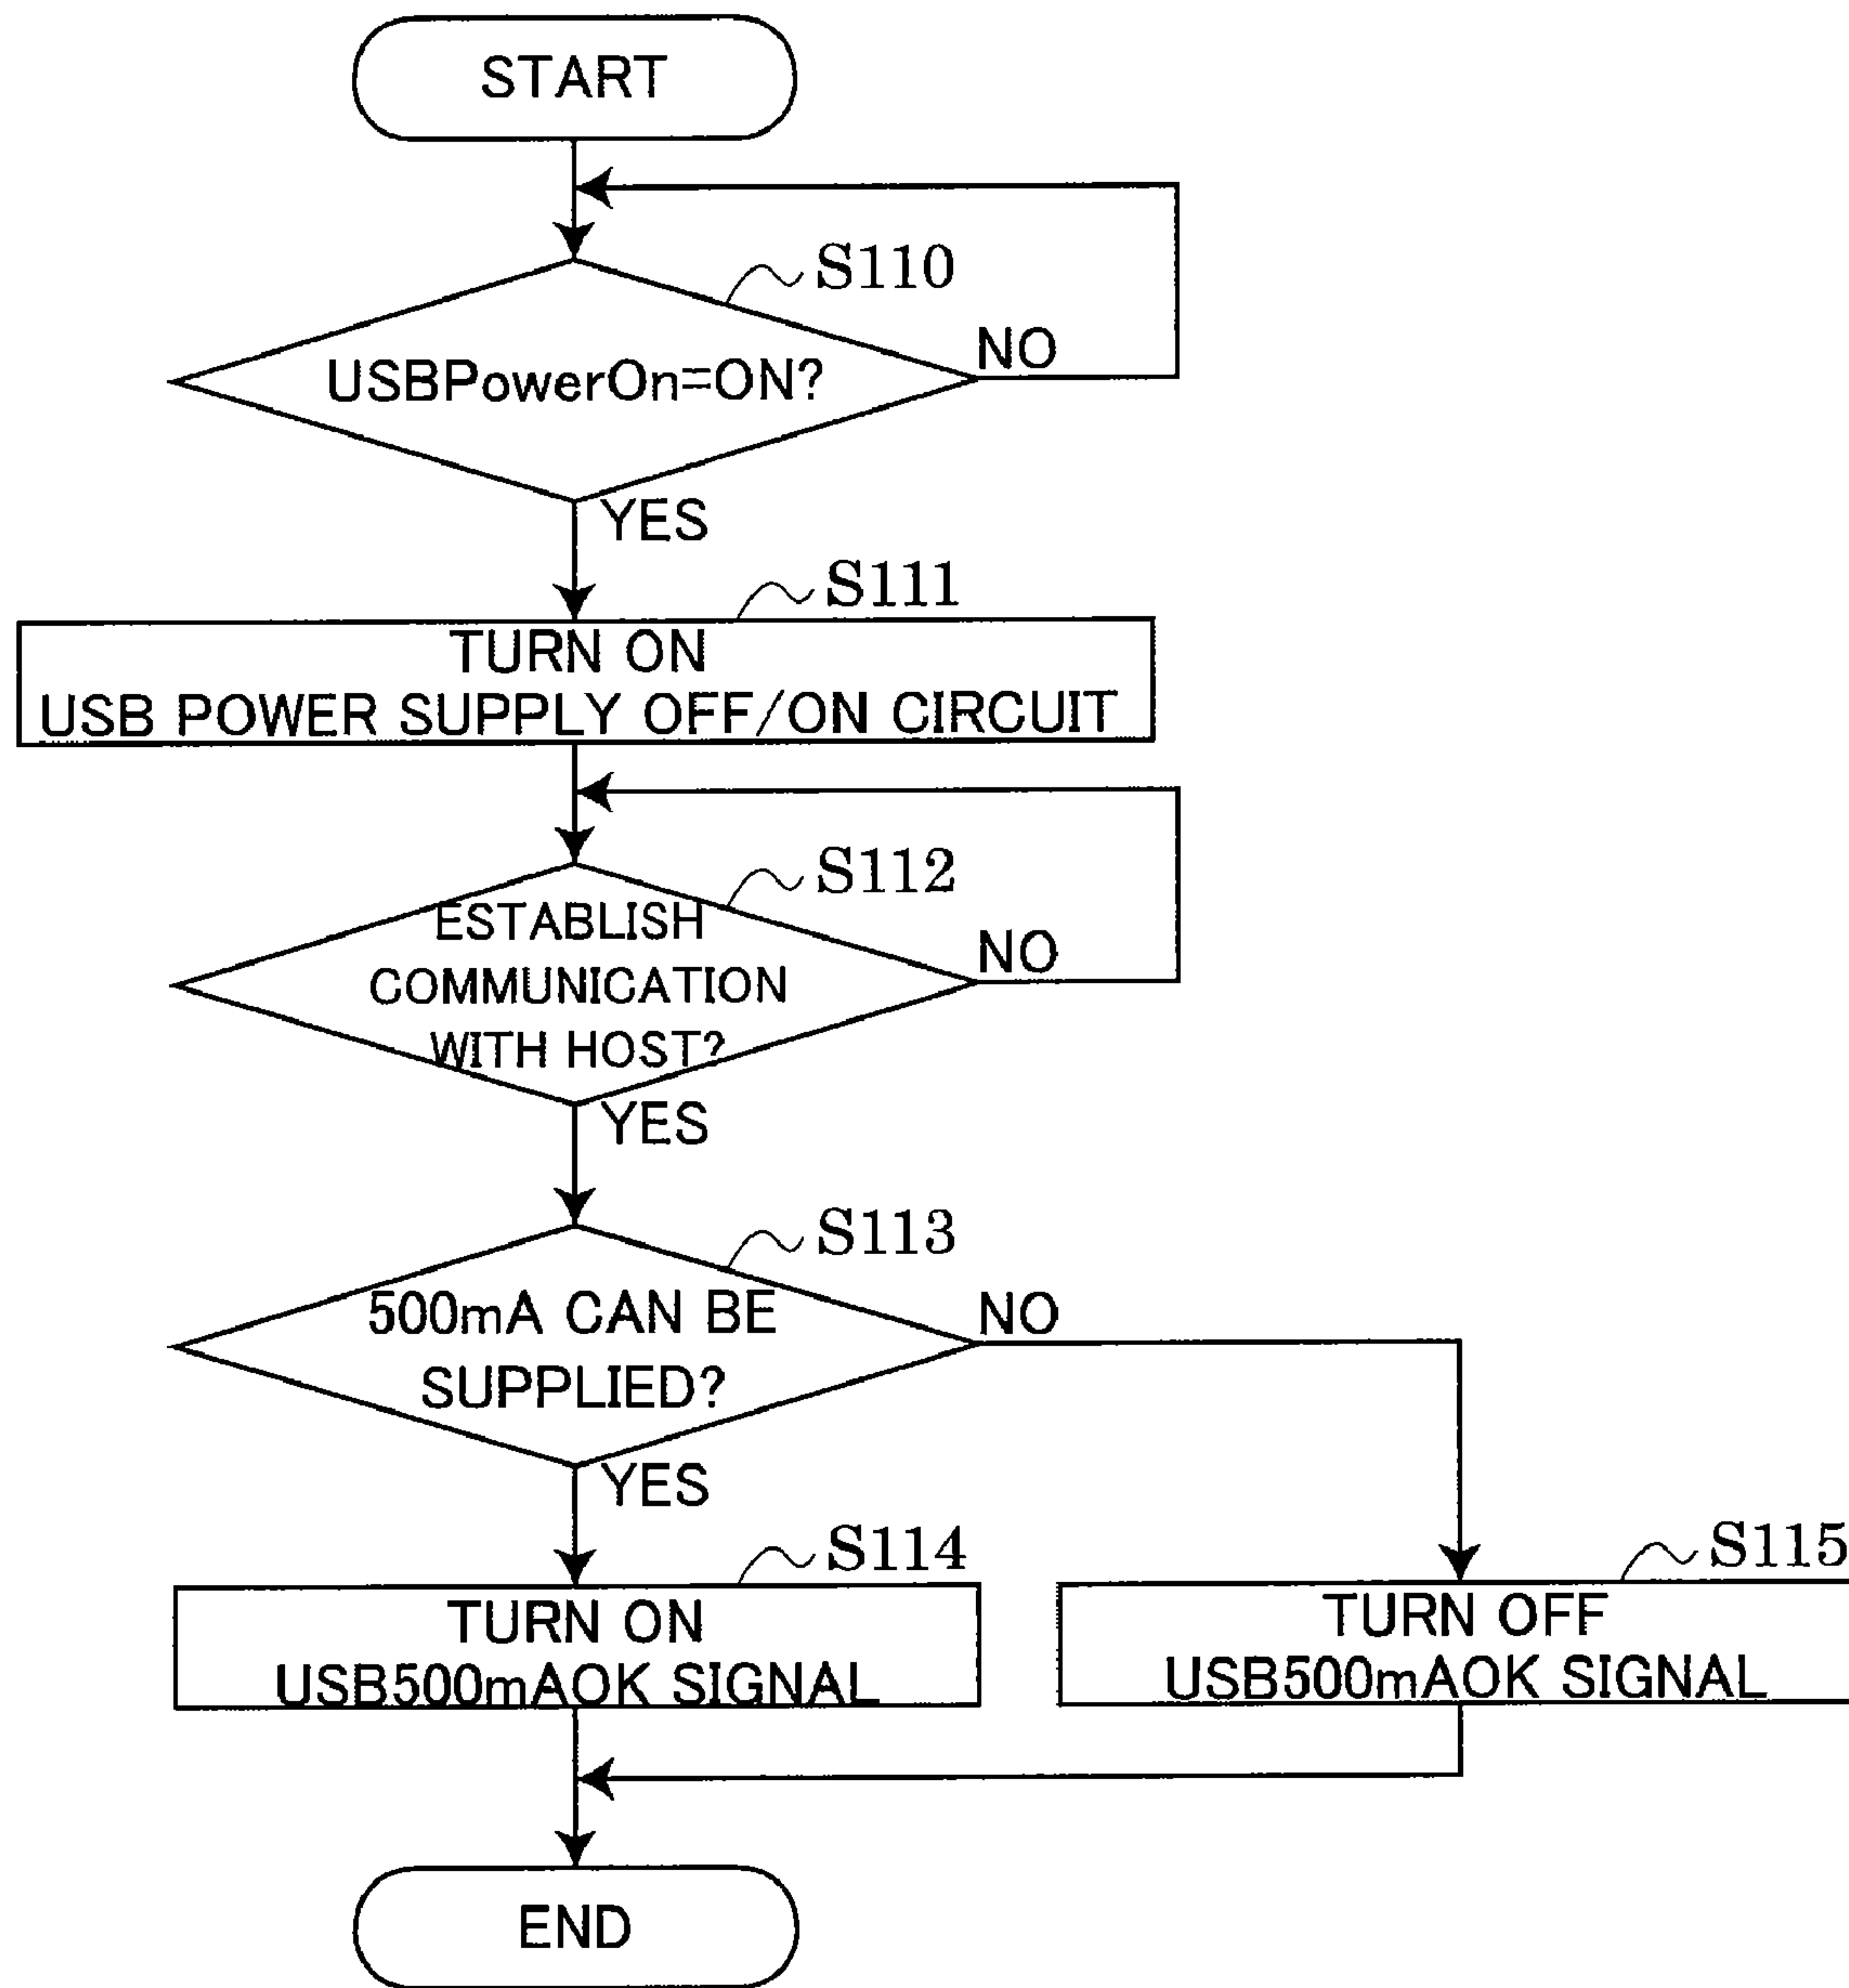 START
S110
USBPowerOn=ON?
NO
YES
S111
TURN ON
USB POWER SUPPLY OFF/ON CIRCUIT
S112
ESTABLISH
COMMUNICATION
WITH HOST?
NO
YES
S113
500mA CAN BE
SUPPLIED?
NO
YES
S114
TURN ON
USB500mAOK SIGNAL
S115
TURN OFF
USB500mAOK SIGNAL
END